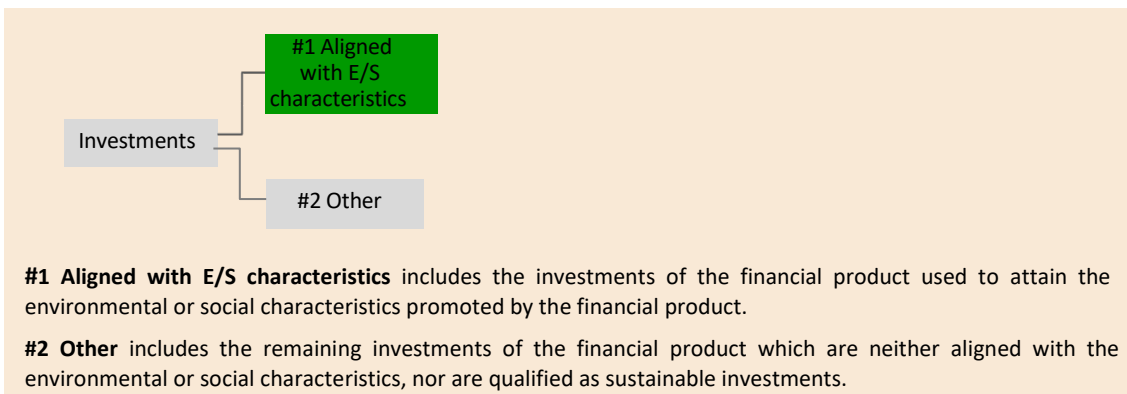 #1 Aligned
with E/S
characteristics
Investments
#2 Other
#1 Aligned with E/S characteristics includes the investments of the financial product used to attain the
environmental or social characteristics promoted by the financial product.
#2 Other includes the remaining investments of the financial product which are neither aligned with the
environmental or social characteristics, nor are qualified as sustainable investments.